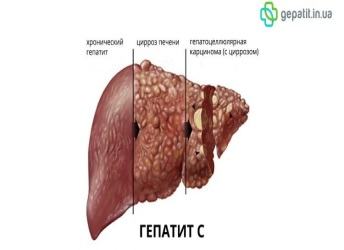 gepatit.in.ua
хронический
гепатит
цирроз печени
гепатоцеллюлярная
карцинома (с циррозом)
ГЕПАТИТ С